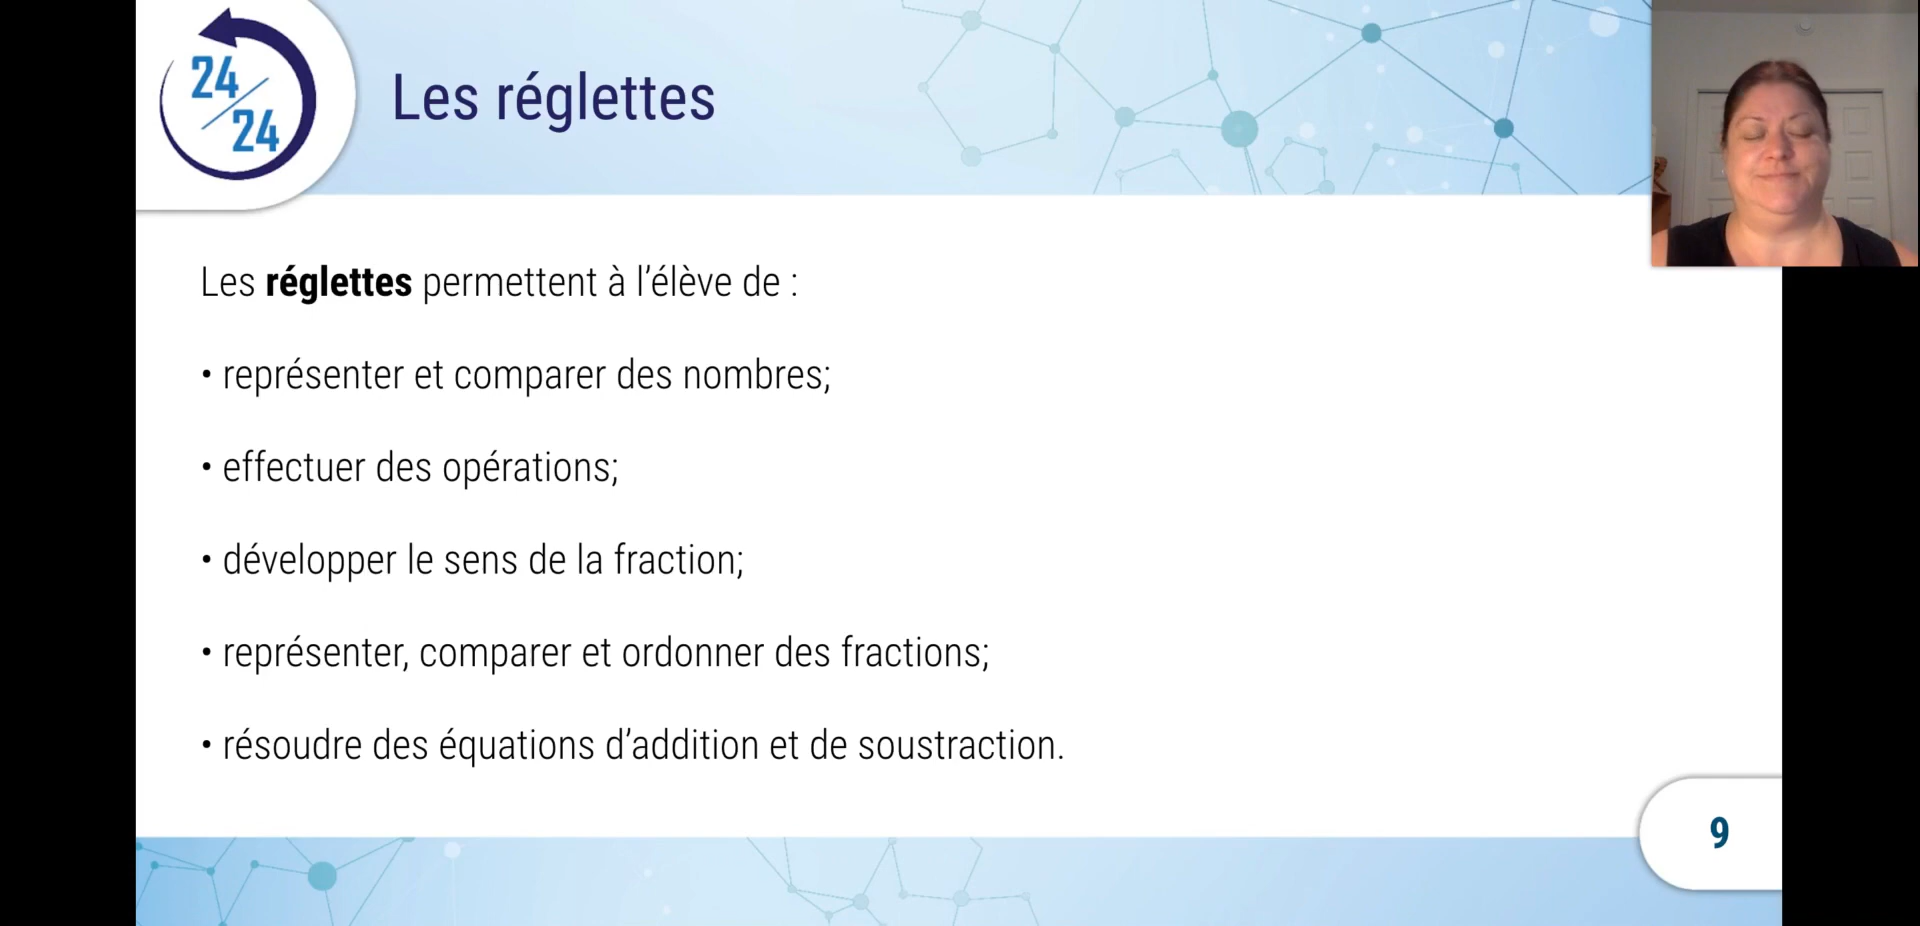 24
24
Les réglettes
Les réglettes permettent à l’élève de :
• représenter et comparer des nombres;
• effectuer des opérations;
• développer le sens de la fraction;
• représenter, comparer et ordonner des fractions;
• résoudre des équations d’addition et de soustraction.
9